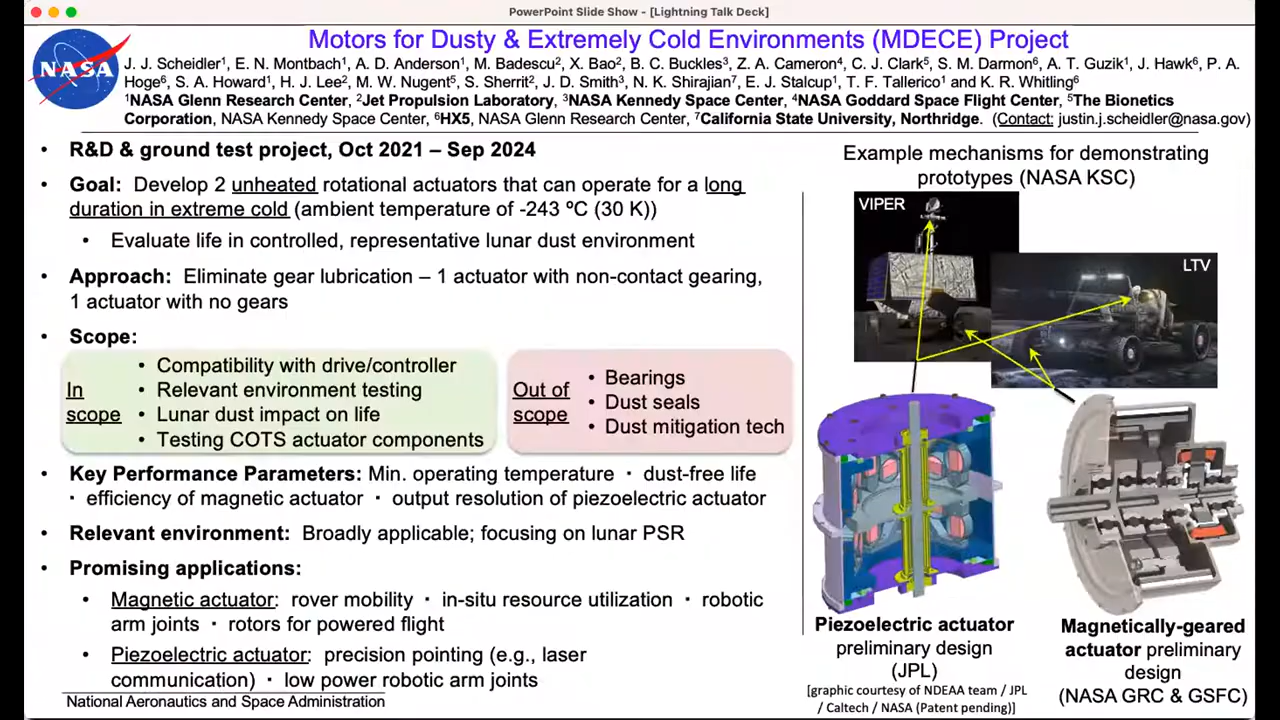 PowerPoint Slide Show - [Lightning Talk Deck]
NASA
Motors for Dusty & Extremely Cold Environments (MDECE) Project
J. J. Scheidler¹, E. N. Montbach¹, A. D. Anderson¹, M. Badescu², X. Bao², B. C. Buckles³, Z. A. Cameron⁴, C. J. Clark⁵, S. M. Darmon⁶, A. T. Guzik¹, J. Hawk⁶, P. A.
Hoge⁶, S. A. Howard¹, H. J. Lee², M. W. Nugent⁵, S. Sherrit², J. D. Smith³, N. K. Shirajian⁷, E. J. Stalcup¹, T. F. Tallerico¹ and K. R. Whitling⁶
¹NASA Glenn Research Center, ²Jet Propulsion Laboratory, ³NASA Kennedy Space Center, ⁴NASA Goddard Space Flight Center, ⁵The Bionetics
Corporation, NASA Kennedy Space Center, ⁶HX5, NASA Glenn Research Center, ⁷California State University, Northridge. (Contact: justin.j.scheidler@nasa.gov)
• R&D & ground test project, Oct 2021 – Sep 2024
• Goal: Develop 2 unheated rotational actuators that can operate for a long
duration in extreme cold (ambient temperature of -243 ºC (30 K))
• Evaluate life in controlled, representative lunar dust environment
• Approach: Eliminate gear lubrication – 1 actuator with non-contact gearing,
1 actuator with no gears
• Scope:
In
scope
• Compatibility with drive/controller
• Relevant environment testing
• Lunar dust impact on life
• Testing COTS actuator components
Out of
scope
• Bearings
• Dust seals
• Dust mitigation tech
• Key Performance Parameters: Min. operating temperature · dust-free life
· efficiency of magnetic actuator · output resolution of piezoelectric actuator
• Relevant environment: Broadly applicable; focusing on lunar PSR
• Promising applications:
• Magnetic actuator: rover mobility · in-situ resource utilization · robotic
arm joints · rotors for powered flight
• Piezoelectric actuator: precision pointing (e.g., laser
communication) · low power robotic arm joints
National Aeronautics and Space Administration
Example mechanisms for demonstrating
prototypes (NASA KSC)
VIPER
LTV
Piezoelectric actuator
preliminary design
(JPL)
[graphic courtesy of NDEAA team / JPL
/ Caltech / NASA (Patent pending)]
Magnetically-geared
actuator preliminary
design
(NASA GRC & GSFC)